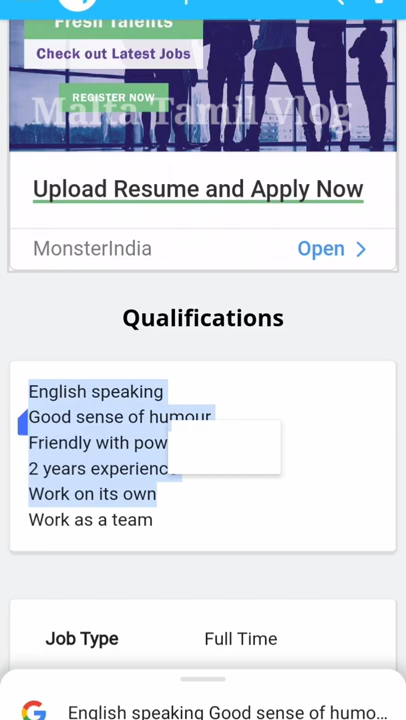 Fresh Talents
Check out Latest Jobs
REGISTER NOW
Malta Tamil Vlog
Upload Resume and Apply Now
MonsterIndia
Open
Qualifications
English speaking
Good sense of humour
Friendly with
2 years experience
Work on its own
Work as a team
Job Type Full Time
English speaking Good sense of humo...